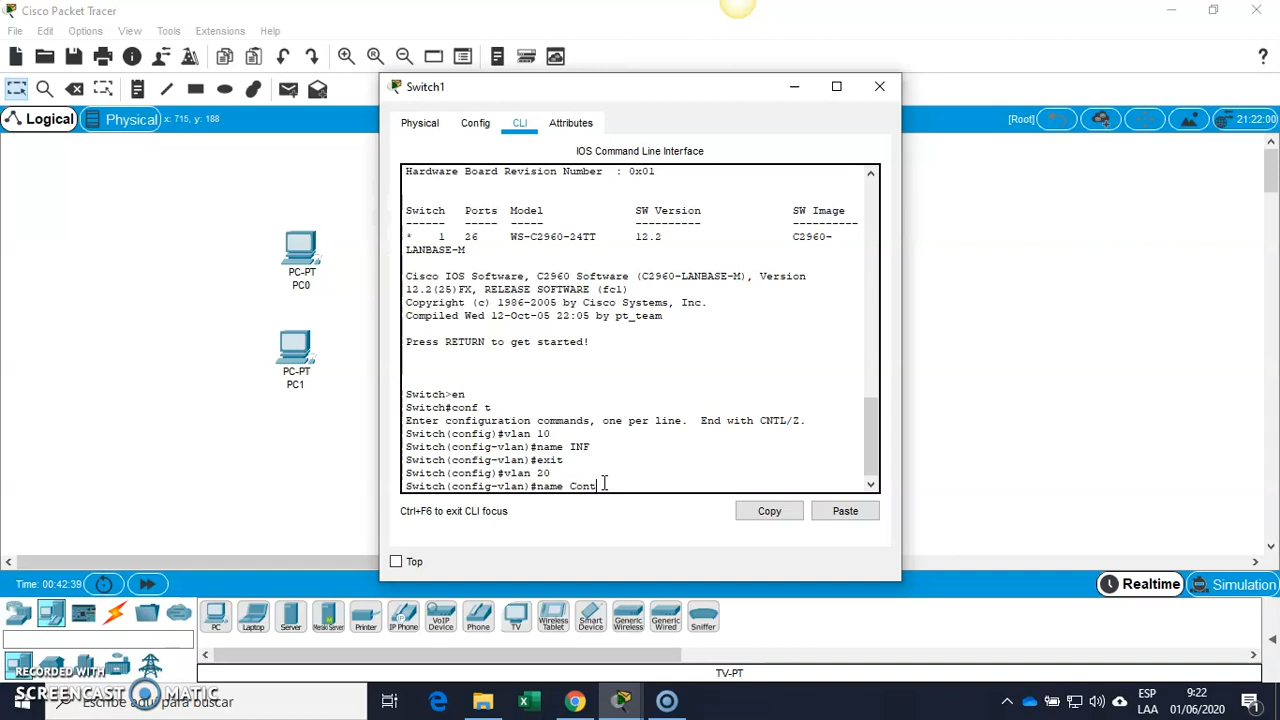 Cisco Packet Tracer
File Edit Options View Tools Extensions Help
?
Logical
Physical x: 715, y: 188
[Root]
21:22:00
Switch1
Physical Config CLI Attributes
IOS Command Line Interface
Hardware Board Revision Number : 0x01
Switch Ports Model SW Version SW Image
------ ----- ----- ---------- ----------
* 1 26 WS-C2960-24TT 12.2 C2960-
LANBASE-M
Cisco IOS Software, C2960 Software (C2960-LANBASE-M), Version
12.2(25)FX, RELEASE SOFTWARE (fc1)
Copyright (c) 1986-2005 by Cisco Systems, Inc.
Compiled Wed 12-Oct-05 22:05 by pt_team
Press RETURN to get started!
Switch>en
Switch#conf t
Enter configuration commands, one per line. End with CNTL/Z.
Switch(config)#vlan 10
Switch(config-vlan)#name INF
Switch(config-vlan)#exit
Switch(config)#vlan 20
Switch(config-vlan)#name Cont
Ctrl+F6 to exit CLI focus
Copy
Paste
Top
PC-PT
PC0
PC-PT
PC1
Time: 00:42:39
Realtime
Simulation
PC
Laptop
Server
Meraki Server
Printer
IP Phone
VoIP Device
Phone
TV
Wireless Tablet
Smart Device
Generic Wireless
Generic Wired
Sniffer
TV-PT
RECORDED WITH
SCREENCAST MATIC
Escribe aquí para buscar
ESP
LAA
9:22
01/06/2020
1